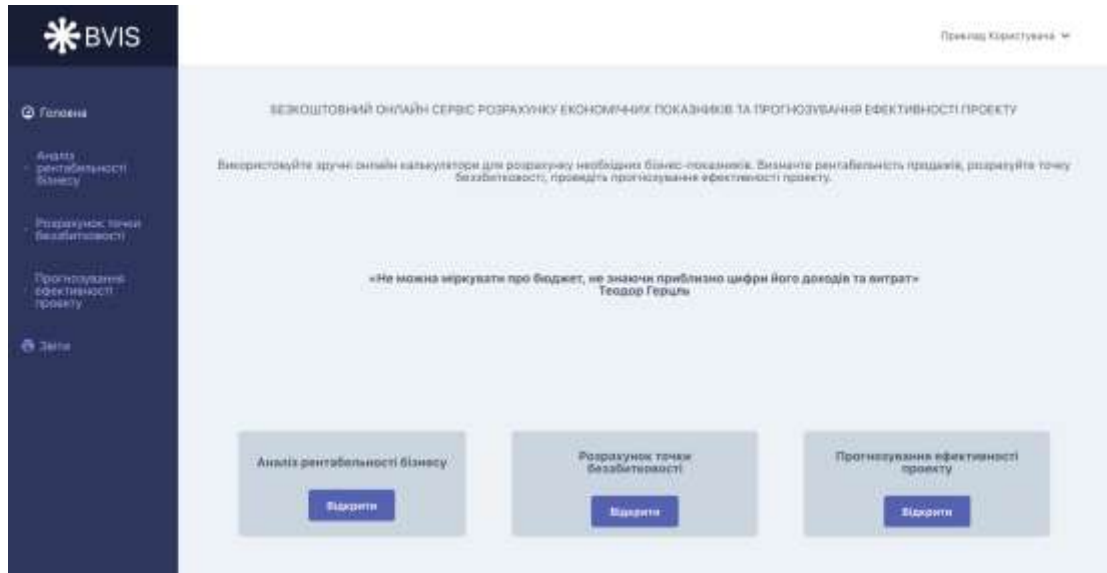 BVIS
Приклад Користувача
Головна
Аналіз
рентабельності
бізнесу
Розрахунок точки
безабитковості
Прогнозування
ефективності
проекту
Звіти
БЕЗКОШТОВНИЙ ОНЛАЙН СЕРВІС РОЗРАХУНКУ ЕКОНОМІЧНИХ ПОКАЗНИКІВ ТА ПРОГНОЗУВАННЯ ЕФЕКТИВНОСТІ ПРОЕКТУ
Використовуйте зручні онлайн калькулятори для розрахунку необхідних бізнес-показників. Визначте рентабельність продажів, розрахуйте точку
беззбитковості, проведіть прогнозування ефективності проекту.
«Не можна міркувати про бюджет, не знаючи приблизно цифри його доходів та витрат»
Теодор Герцль
Аналіз рентабельності бізнесу
Відкрити
Розрахунок точки
безабитковості
Відкрити
Прогнозування ефективності
проекту
Відкрити